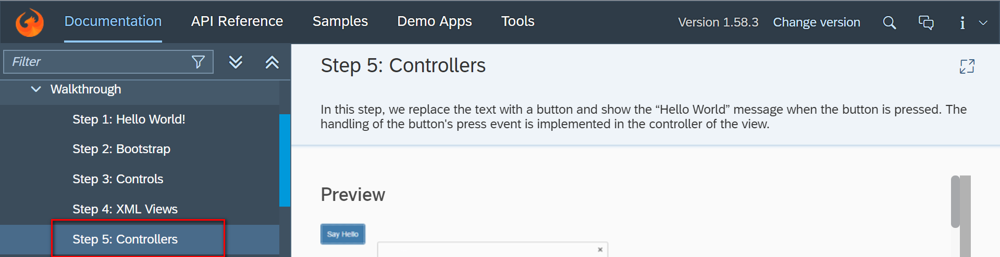 Documentation API Reference Samples Demo Apps Tools Version 1.58.3 Change version
Filter
Walkthrough
Step 1: Hello World!
Step 2: Bootstrap
Step 3: Controls
Step 4: XML Views
Step 5: Controllers
Step 5: Controllers
In this step, we replace the text with a button and show the “Hello World” message when the button is pressed. The
handling of the button's press event is implemented in the controller of the view.
Preview
Say Hello